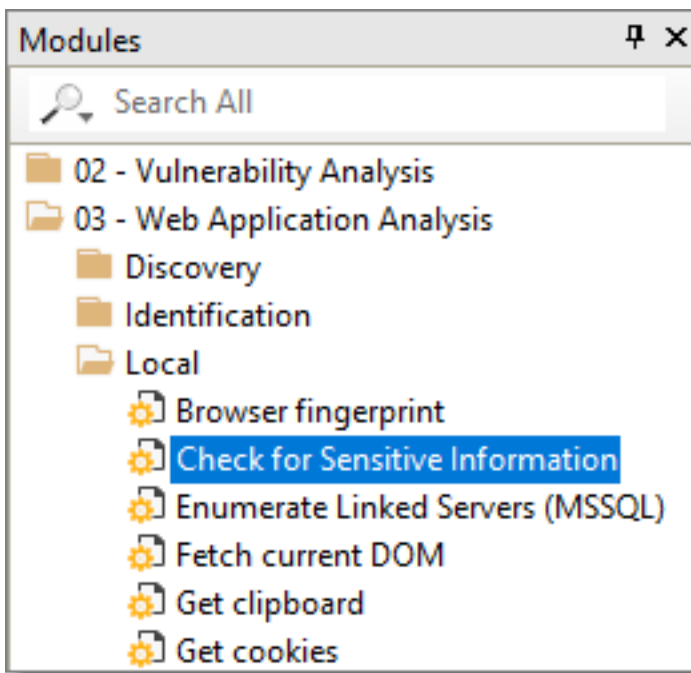 Modules
Search All
02 - Vulnerability Analysis
03 - Web Application Analysis
Discovery
Identification
Local
Browser fingerprint
Check for Sensitive Information
Enumerate Linked Servers (MSSQL)
Fetch current DOM
Get clipboard
Get cookies